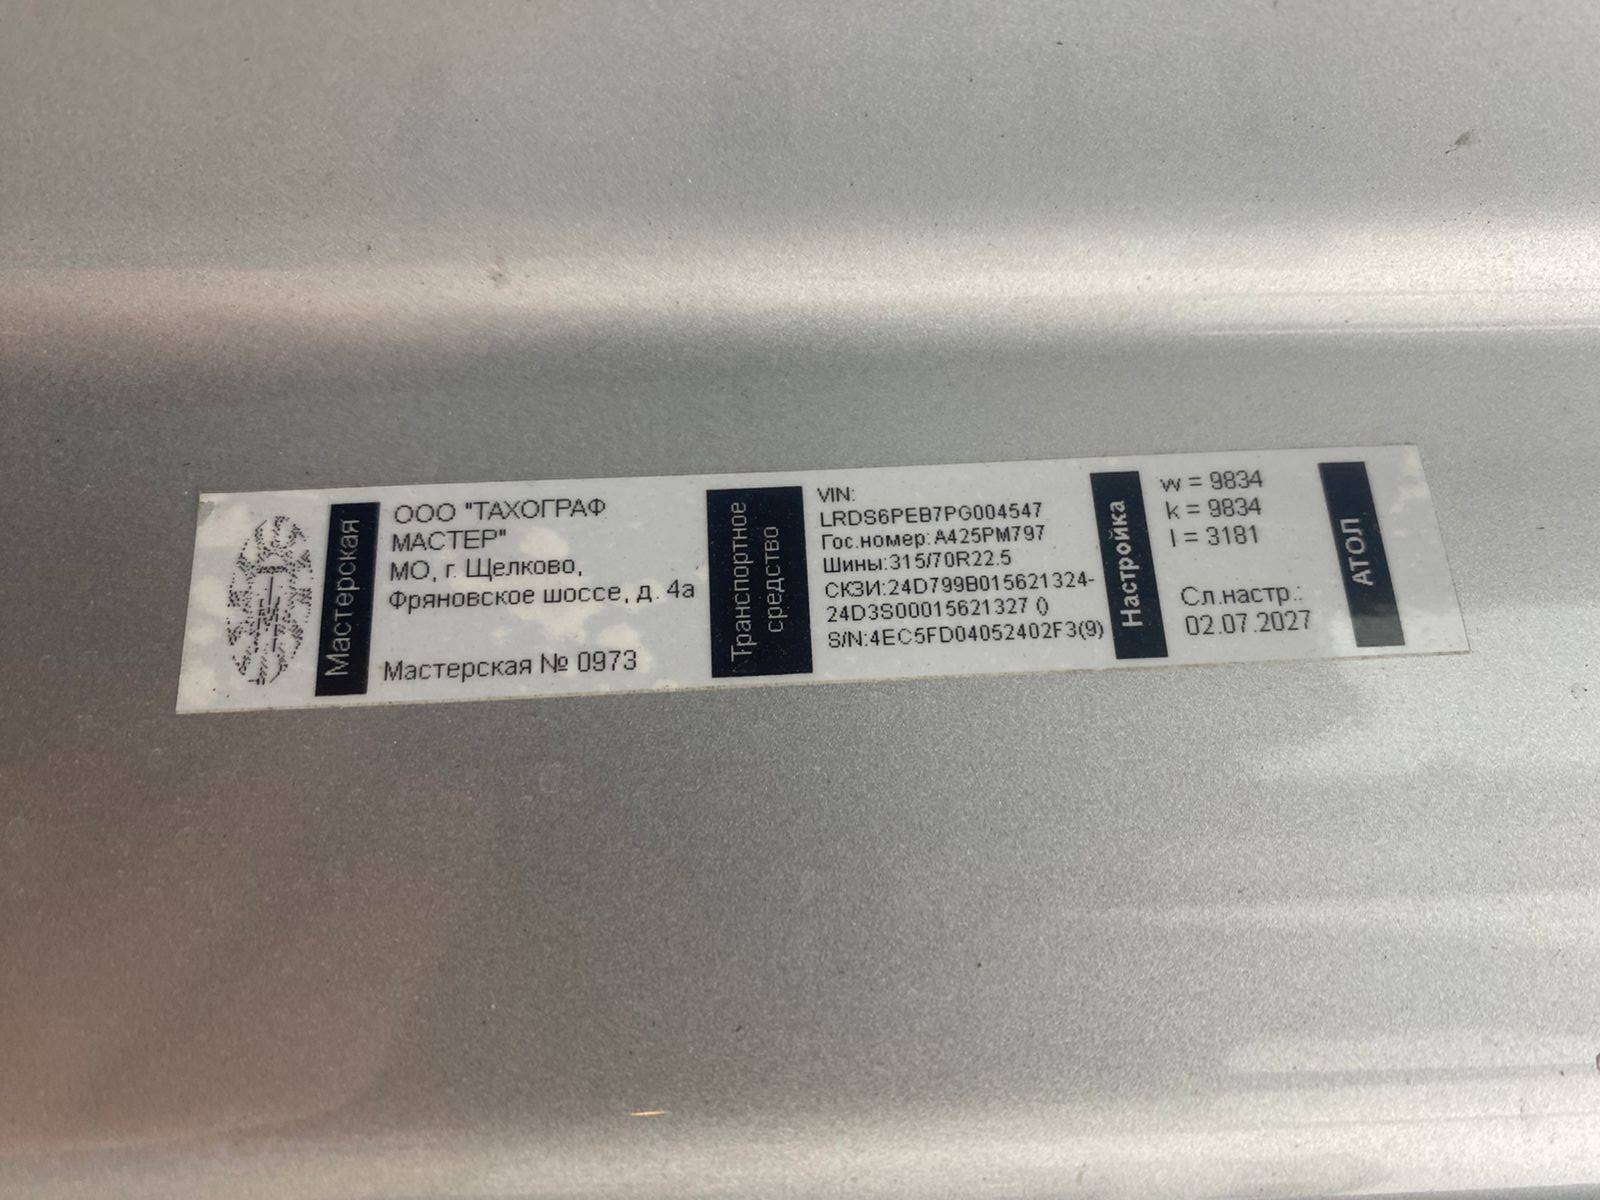 Мастерская
ООО "ТАХОГРАФ
МАСТЕР"
МО, г. Щелково,
Фряновское шоссе, д. 4а
Мастерская № 0973
Транспортное
средство
VIN:
LRDS6PEB7PG004547
Гос.номер: А425РМ797
Шины:315/70R22.5
СКЗИ:24D799B015621324-
24D3S00015621327 ()
S/N:4EC5FD04052402F3(9)
Настройка
w = 9834
k = 9834
l = 3181
Сл.настр.:
02.07.2027
АТОЛ